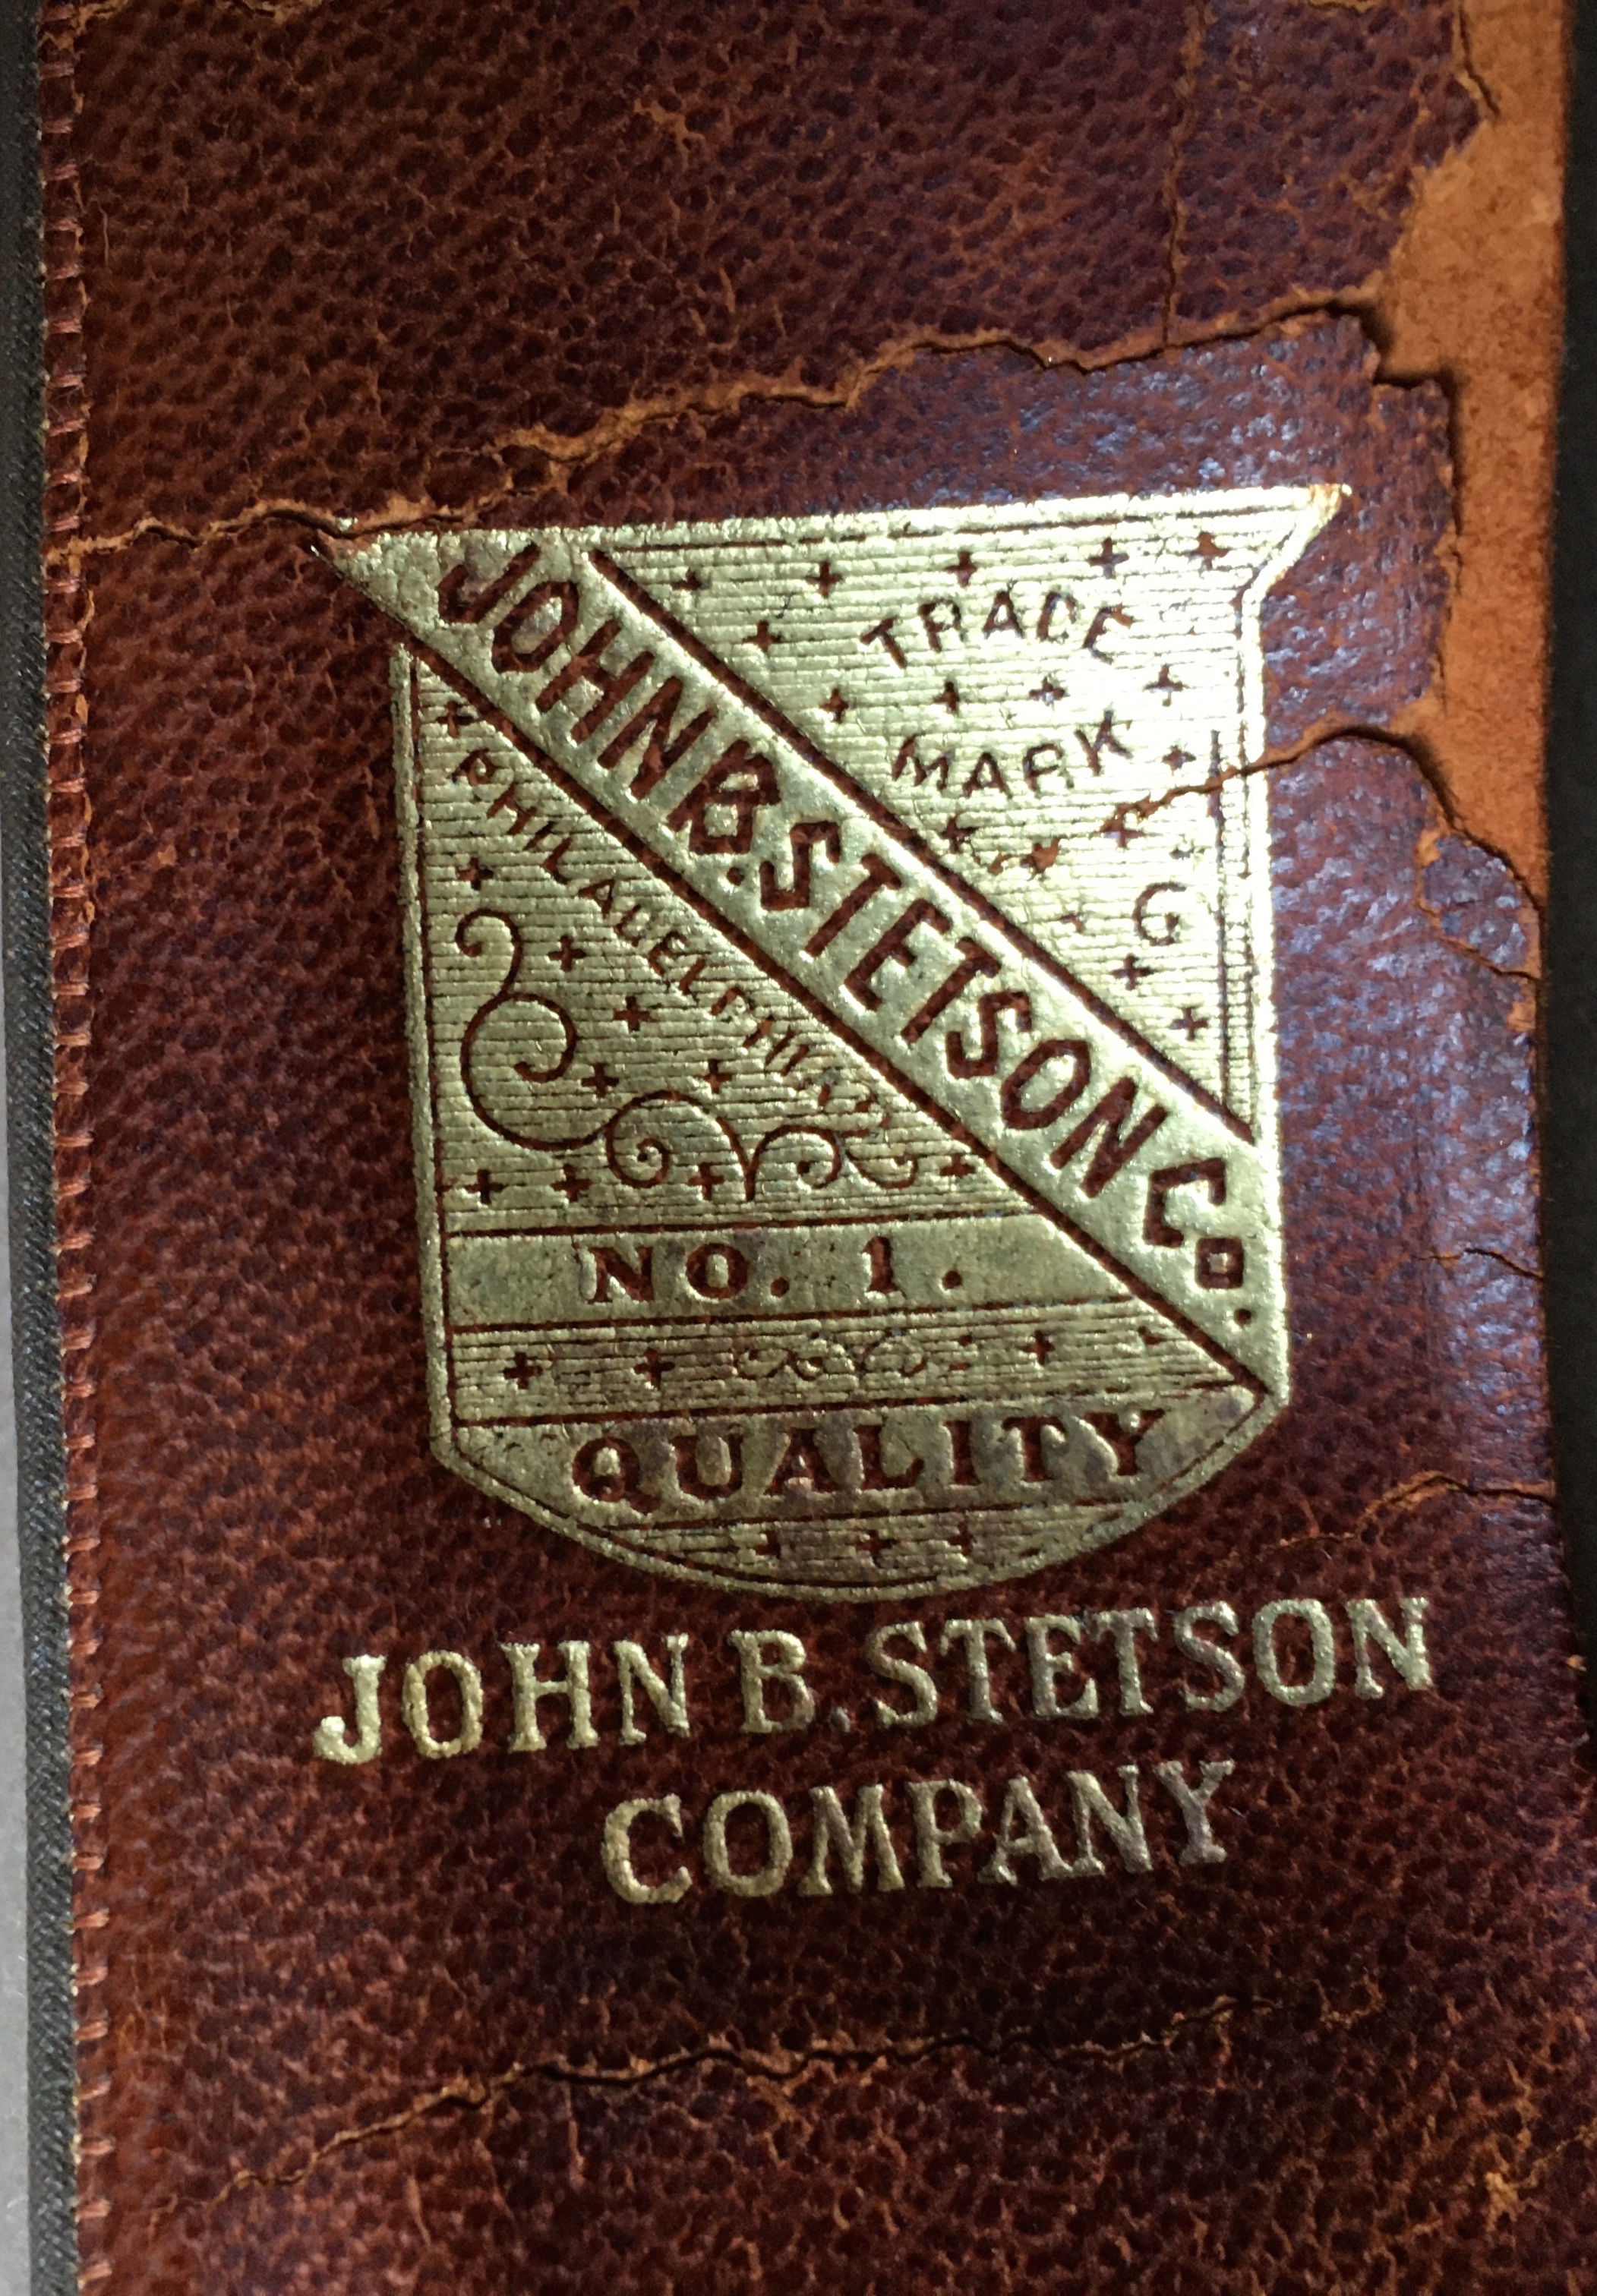 TRADE
MARK
JOHN B. STETSON Co.
PHILADELPHIA
NO. 1.
QUALITY
JOHN B. STETSON
COMPANY